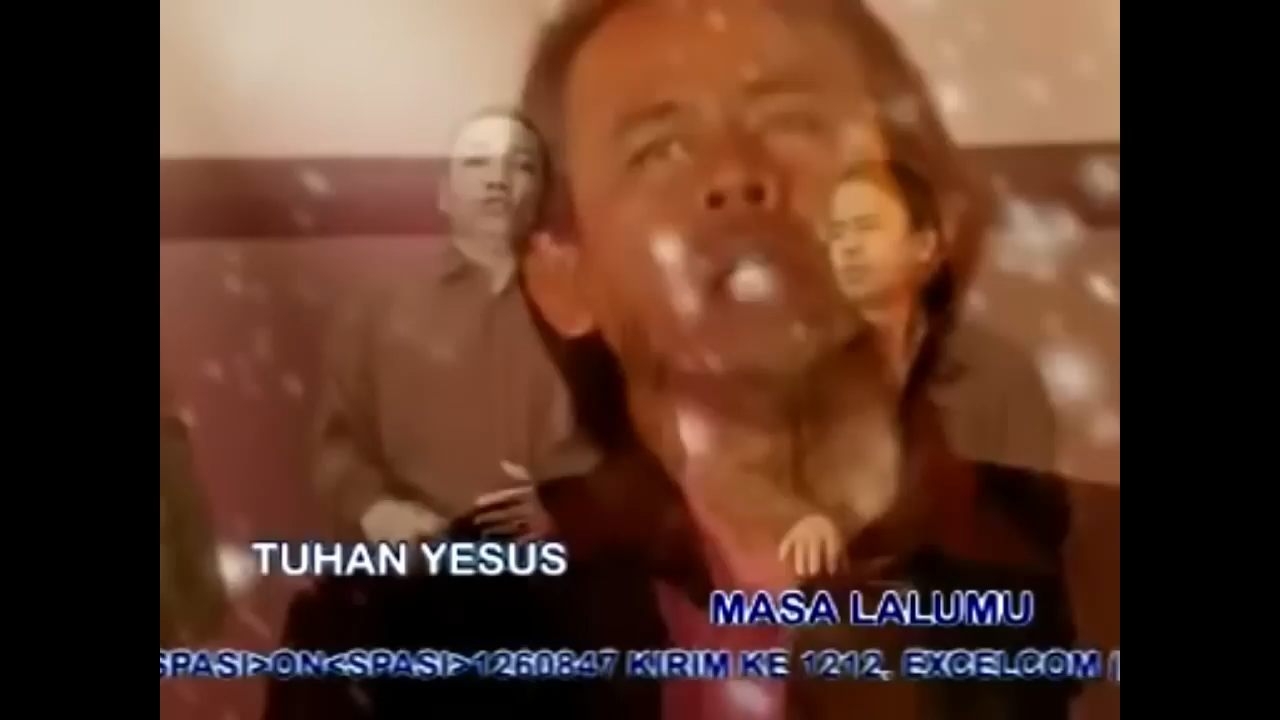 TUHAN YESUS
MASA LALUMU
SPASI>ON<SPASI>1260847 KIRIM KE 1212. EXCELCOM (